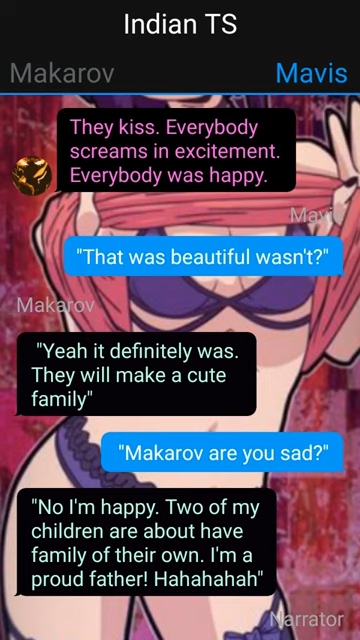 Indian TS
Makarov Mavis
They kiss. Everybody
screams in excitement.
Everybody was happy.
Mavis
"That was beautiful wasn't?"
Makarov
"Yeah it definitely was.
They will make a cute
family"
"Makarov are you sad?"
"No I'm happy. Two of my
children are about have
family of their own. I'm a
proud father! Hahahahah"
Narrator